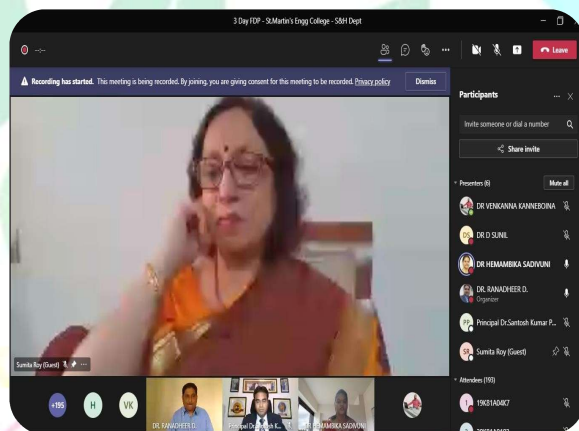 3 Day FDP - St.Martin's Engg College - S&H Dept
--:--
Leave
Recording has started. This meeting is being recorded. By joining, you are giving consent for this meeting to be recorded. Privacy policy
Dismiss
Participants
Invite someone or dial a number
Share invite
Presenters (6)
Mute all
DR VENKANNA KANNEBOINA
DS
DR D SUNIL
DR HEMAMBIKA SADIVUNI
DR. RANADHEER D.
Organizer
PP
Principal Dr.Santosh Kumar P...
SR
Sumita Roy (Guest)
Attendees (193)
1
19K81A04K7
Sumita Roy (Guest)
+195
H
VK
DR. RANADHEER D.
HEMAMBIKA SADIVUNI